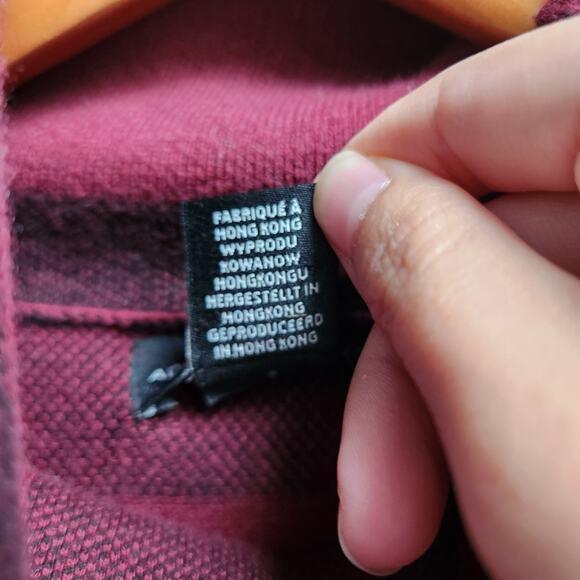 FABRIQUÉ À
HONG KONG
WYPRODU
KOWANOW
HONGKONGU
HERGESTELLT IN
HONGKONG
GEPRODUCEERD
IN HONG KONG